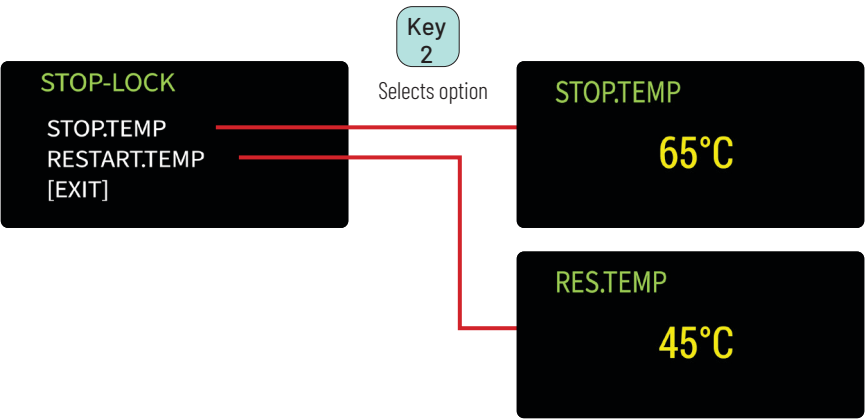 Key
2
Selects option
STOP-LOCK
STOP.TEMP
RESTART.TEMP
[EXIT]
STOP.TEMP
65°C
RES.TEMP
45°C